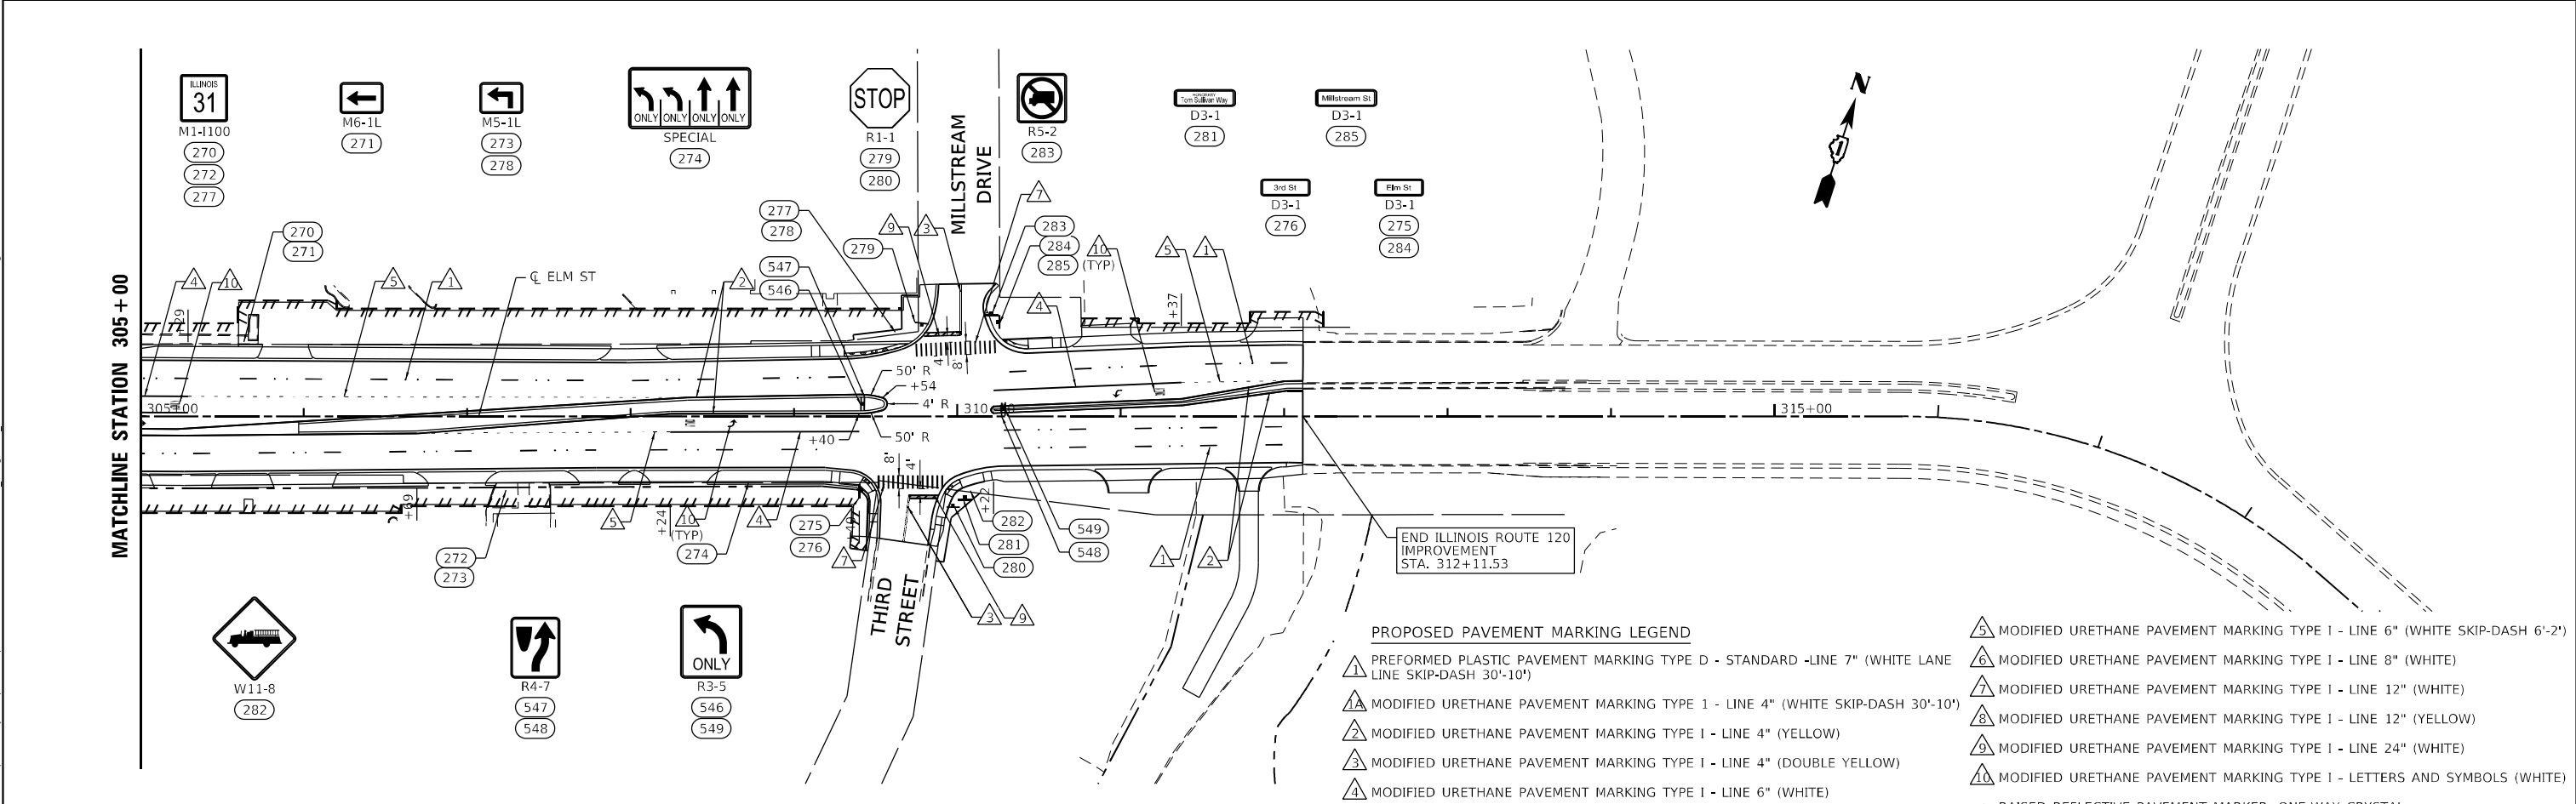 ILLINOIS
31
M1-I100
270
272
277
M6-1L
271
M5-1L
273
278
ONLY ONLY ONLY ONLY
SPECIAL
274
STOP
R1-1
279
280
MILLSTREAM
DRIVE
R5-2
283
HONORARY
Tom Sullivan Way
D3-1
281
Millstream St
D3-1
285
3rd St
D3-1
276
Elm St
D3-1
275
284
N
MATCHLINE STATION 305+00
270
271
4
10
5
1
℄ ELM ST
2
277
278
547
546
279
9
3
7
283
284
285
10
(TYP)
5
1
4
+29
+37
305+00
4'
8'
50' R
+54
4' R
50' R
+40
310
315+00
8'
4'
+69
+24
+40
+22
5
10
(TYP)
4
274
272
273
275
276
7
282
281
280
549
548
1
2
3
9
THIRD
STREET
END ILLINOIS ROUTE 120
IMPROVEMENT
STA. 312+11.53
W11-8
282
R4-7
547
548
ONLY
R3-5
546
549
PROPOSED PAVEMENT MARKING LEGEND
1 PREFORMED PLASTIC PAVEMENT MARKING TYPE D - STANDARD -LINE 7" (WHITE LANE
LINE SKIP-DASH 30'-10')
1A MODIFIED URETHANE PAVEMENT MARKING TYPE 1 - LINE 4" (WHITE SKIP-DASH 30'-10')
2 MODIFIED URETHANE PAVEMENT MARKING TYPE I - LINE 4" (YELLOW)
3 MODIFIED URETHANE PAVEMENT MARKING TYPE I - LINE 4" (DOUBLE YELLOW)
4 MODIFIED URETHANE PAVEMENT MARKING TYPE I - LINE 6" (WHITE)
5 MODIFIED URETHANE PAVEMENT MARKING TYPE I - LINE 6" (WHITE SKIP-DASH 6'-2')
6 MODIFIED URETHANE PAVEMENT MARKING TYPE I - LINE 8" (WHITE)
7 MODIFIED URETHANE PAVEMENT MARKING TYPE I - LINE 12" (WHITE)
8 MODIFIED URETHANE PAVEMENT MARKING TYPE I - LINE 12" (YELLOW)
9 MODIFIED URETHANE PAVEMENT MARKING TYPE I - LINE 24" (WHITE)
10 MODIFIED URETHANE PAVEMENT MARKING TYPE I - LETTERS AND SYMBOLS (WHITE)
RAISED REFLECTIVE PAVEMENT MARKER, ONE-WAY CRYSTAL